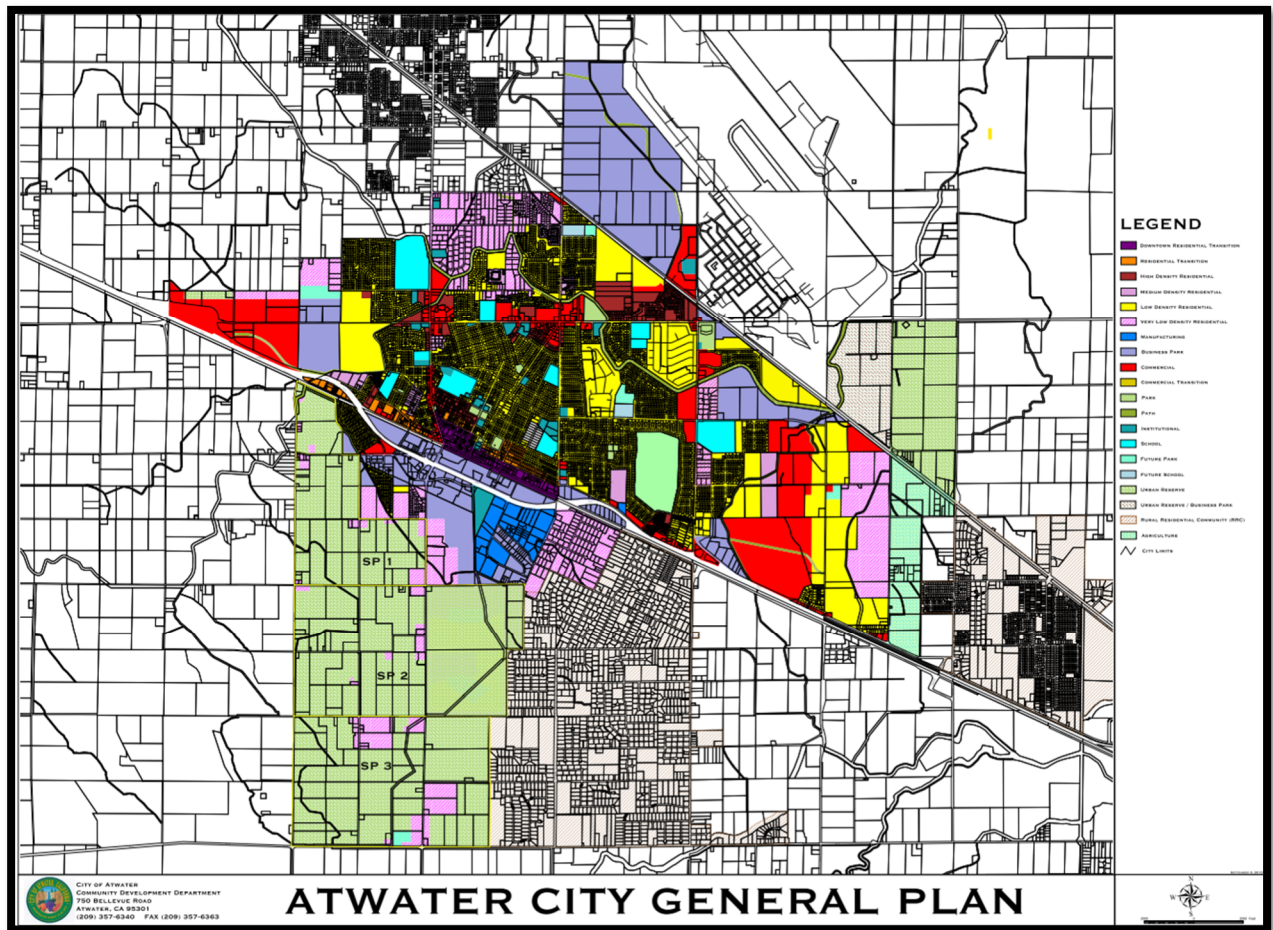 SP 1
SP 2
SP 3
LEGEND
DOWNTOWN RESIDENTIAL TRANSITION
RESIDENTIAL TRANSITION
HIGH DENSITY RESIDENTIAL
MEDIUM DENSITY RESIDENTIAL
LOW DENSITY RESIDENTIAL
VERY LOW DENSITY RESIDENTIAL
MANUFACTURING
BUSINESS PARK
COMMERCIAL
COMMERCIAL TRANSITION
PARK
PATH
INSTITUTIONAL
SCHOOL
FUTURE PARK
FUTURE SCHOOL
URBAN RESERVE
URBAN RESERVE / BUSINESS PARK
RURAL RESIDENTIAL COMMUNITY (RRC)
AGRICULTURE
CITY LIMITS
CITY OF ATWATER
COMMUNITY DEVELOPMENT DEPARTMENT
750 BELLEVUE ROAD
ATWATER, CA 95301
(209) 357-6340 FAX (209) 357-6363
ATWATER CITY GENERAL PLAN
N
W E
S